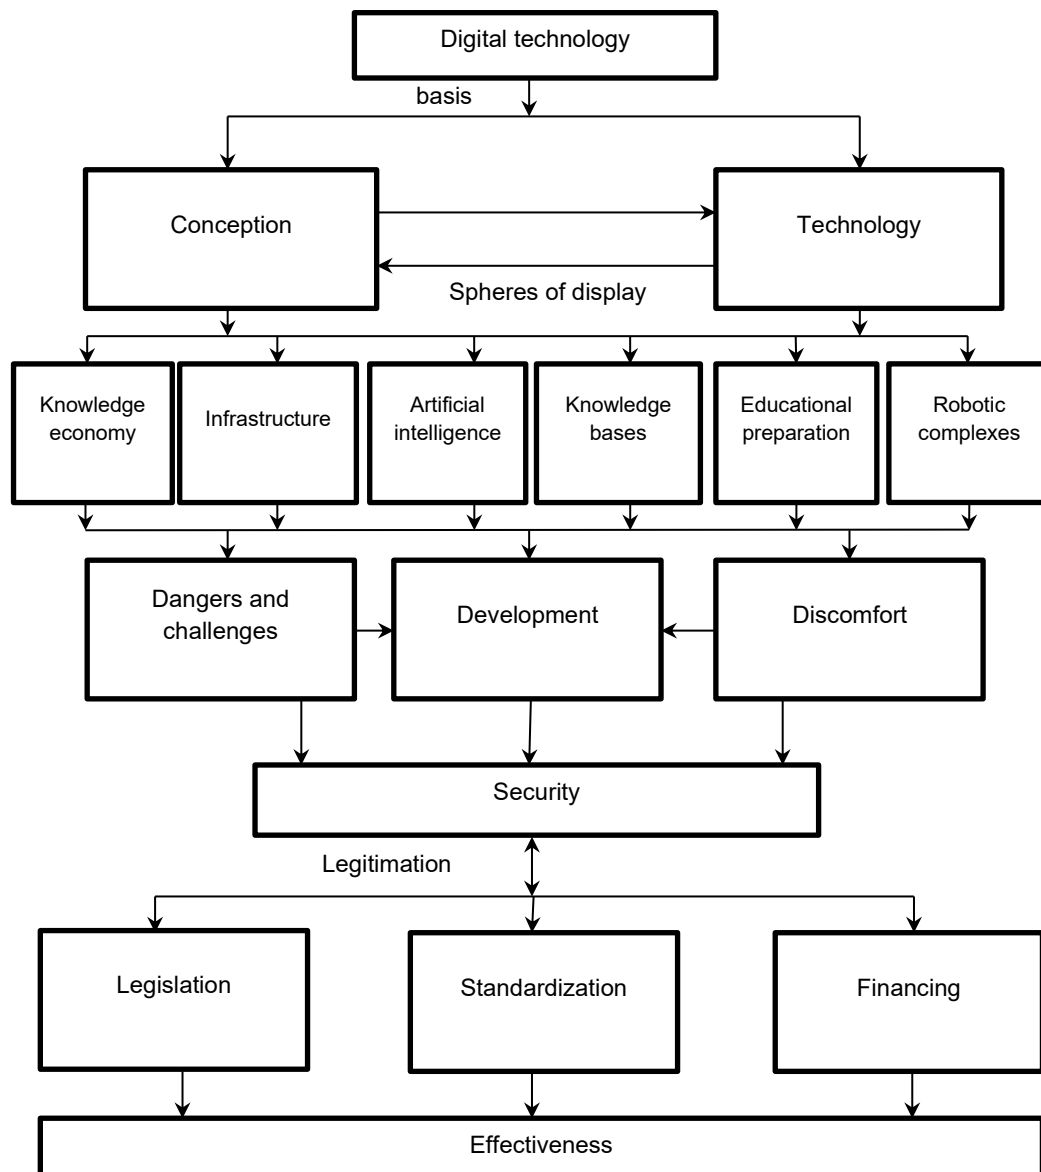 Digital technology
basis
Conception
Technology
Spheres of display
Knowledge
economy
Infrastructure
Artificial
intelligence
Knowledge
bases
Educational
preparation
Robotic
complexes
Dangers and
challenges
Development
Discomfort
Security
Legitimation
Legislation
Standardization
Financing
Effectiveness